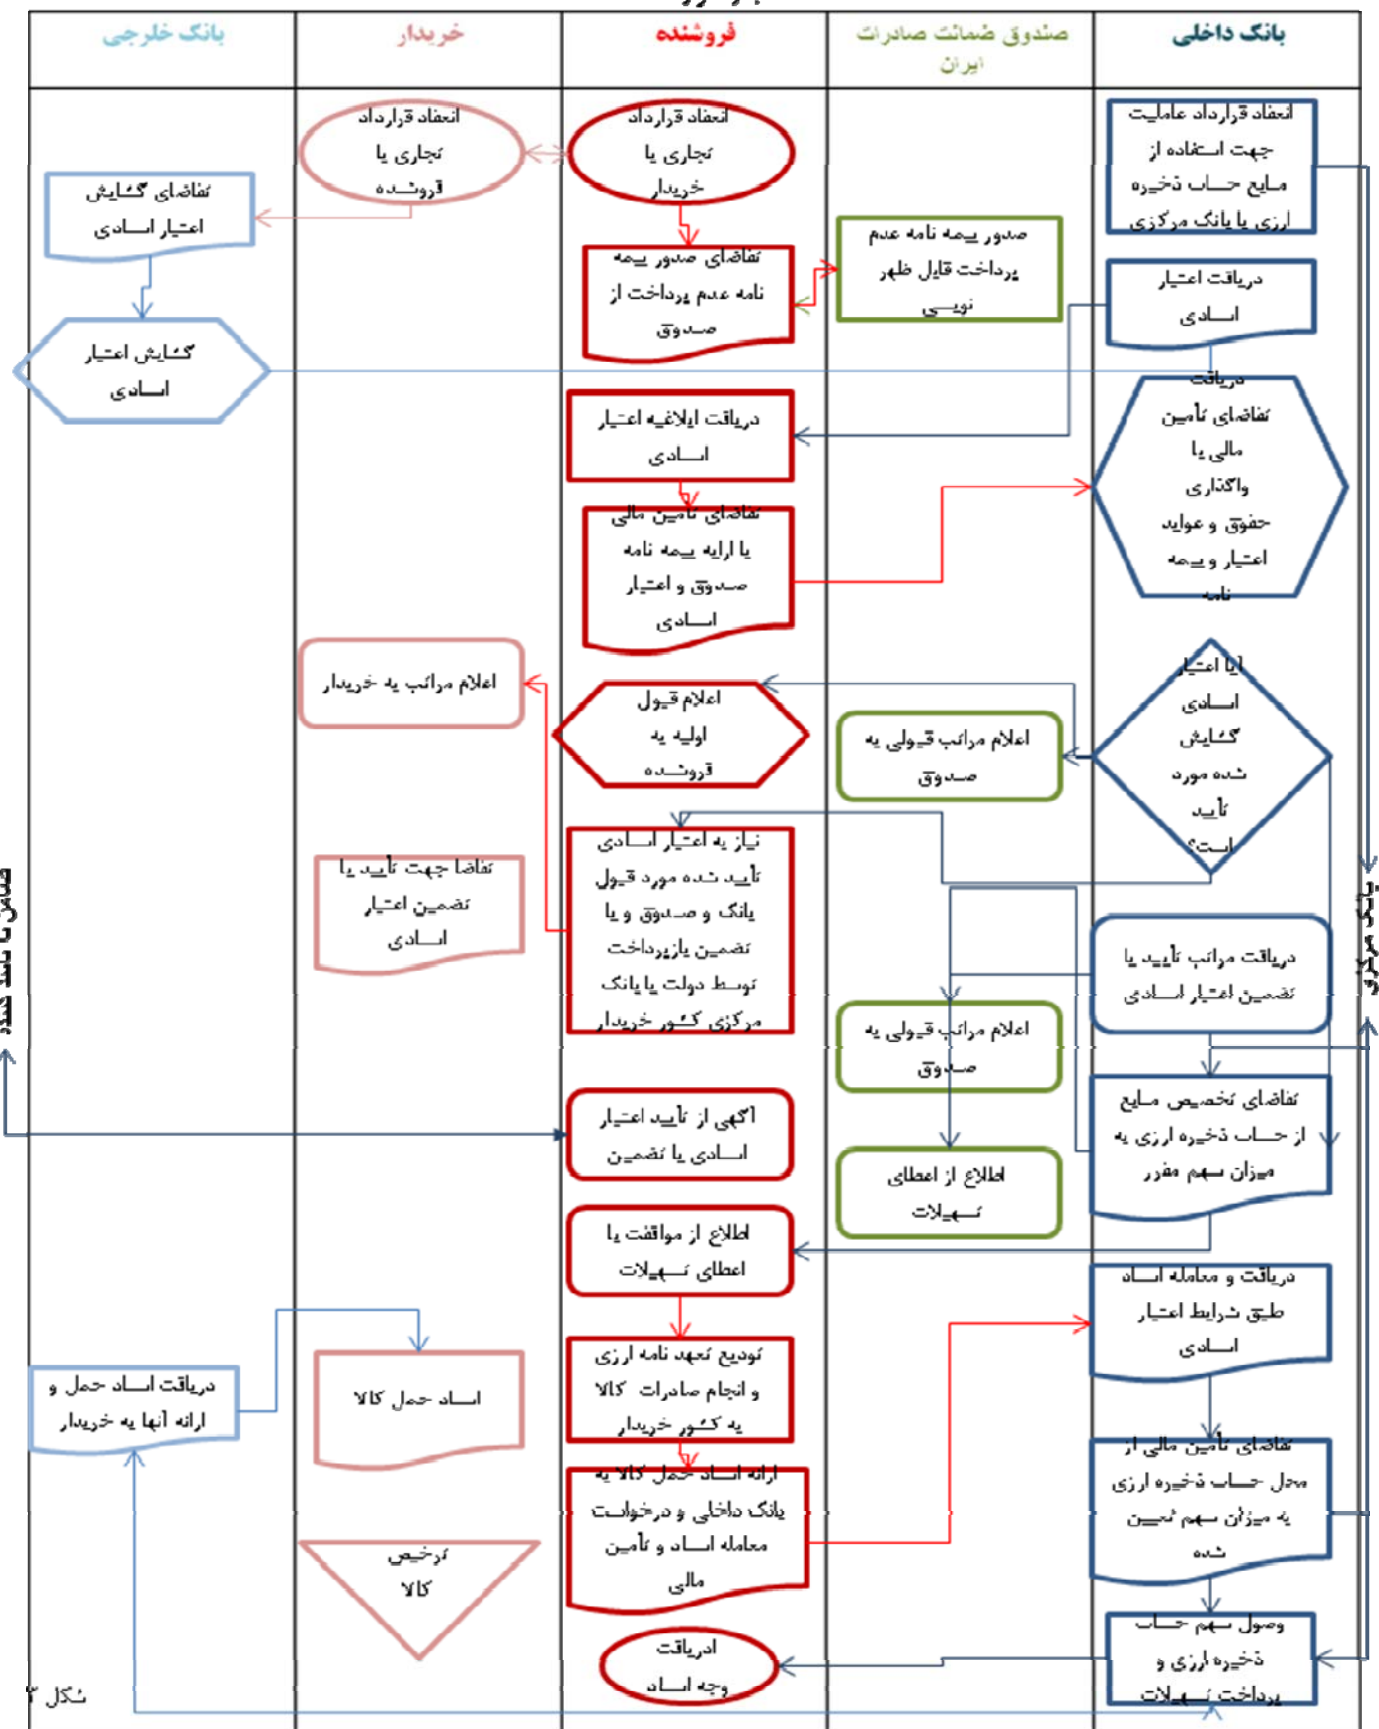 بانک داخلی
صندوق ضمانت صادرات
ایران
فروشنده
خریدار
بانک خارجی
انعقاد قرارداد عاملیت
جهت استفاده از
منابع حساب ذخیره
ارزی با بانک مرکزی
دریافت اعتبار
اسنادی
دریافت
تقاضای تأمین
مالی با
واگذاری
حقوق و عواید
اعتبار و بیمه
نامه
آیا اعتبار
اسنادی
گشایش
شده مورد
تأیید
است؟
دریافت مراتب تأیید یا
تضمین اعتبار اسنادی
تقاضای تخصیص منابع
از حساب ذخیره ارزی به
میزان سهم مقرر
دریافت و معامله اسناد
طبق شرایط اعتبار
اسنادی
تقاضای تأمین مالی از
محل حساب ذخیره ارزی
به میزان سهم تعیین
شده
وصول سهم حساب
ذخیره ارزی و
پرداخت تسهیلات
صدور بیمه نامه عدم
پرداخت قابل ظهر
نویسی
اعلام مراتب قبولی به
صندوق
اعلام مراتب قبولی به
صندوق
اطلاع از اعطای
تسهیلات
انعقاد قرارداد
تجاری با
خریدار
تقاضای صدور بیمه
نامه عدم پرداخت از
صندوق
دریافت ابلاغیه اعتبار
اسنادی
تقاضای تامین مالی
با ارایه بیمه نامه
صندوق و اعتبار
اسنادی
اعلام قبول
اولیه به
فروشنده
نیاز به اعتبار اسنادی
تأیید شده مورد قبول
بانک و صندوق و یا
تضمین بازپرداخت
توسط دولت یا بانک
مرکزی کشور خریدار
آگهی از تأیید اعتبار
اسنادی یا تضمین
اطلاع از موافقت با
اعطای تسهیلات
تودیع تعهد نامه ارزی
و انجام صادرات کالا
به کشور خریدار
ارائه اسناد حمل کالا به
بانک داخلی و درخواست
معامله اسناد و تأمین
مالی
ادریافت
وجه اسناد
انعقاد قرارداد
تجاری با
فروشنده
اعلام مراتب به خریدار
تقاضا جهت تأیید یا
تضمین اعتبار
اسنادی
اسناد حمل کالا
ترخیص
کالا
تقاضای گشایش
اعتبار اسنادی
گشایش اعتبار
اسنادی
دریافت اسناد حمل و
ارائه آنها به خریدار
بانک مرکزی
شکل ۲